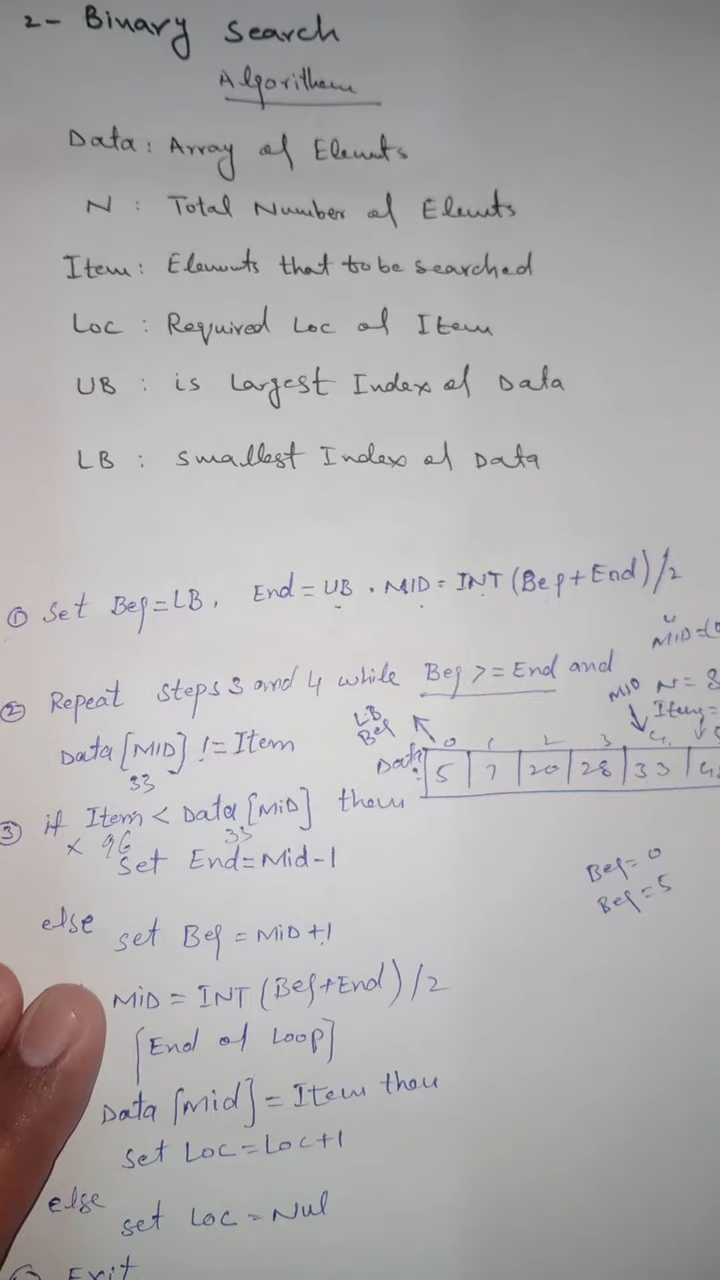 2- Binary Search
Algorithem
Data: Array of Elemnts
N : Total Number of Elemts
Item: Elements that to be searched
Loc : Required Loc of Item
UB : is Largest Index of Data
LB : Smallest Index of Data
① Set Beg=LB, End=UB . MID=INT(Beg+End)/2
MID=(0
② Repeat steps 3 and 4 while Beg>=End and
MID N=
Item=
LB
Beg
Data[MID] != Item
33
0 1 2 3 4
Data: 5 7 20 28 33
③ if Item < Data[MID] then
x 96 33
Set End=Mid-1
Beg=0
Beg=5
else set Beg=MID+1
MID=INT(Beg+End)/2
[End of Loop]
Data[Mid]=Item then
set Loc=Loc+1
else
set Loc=Nul
Exit